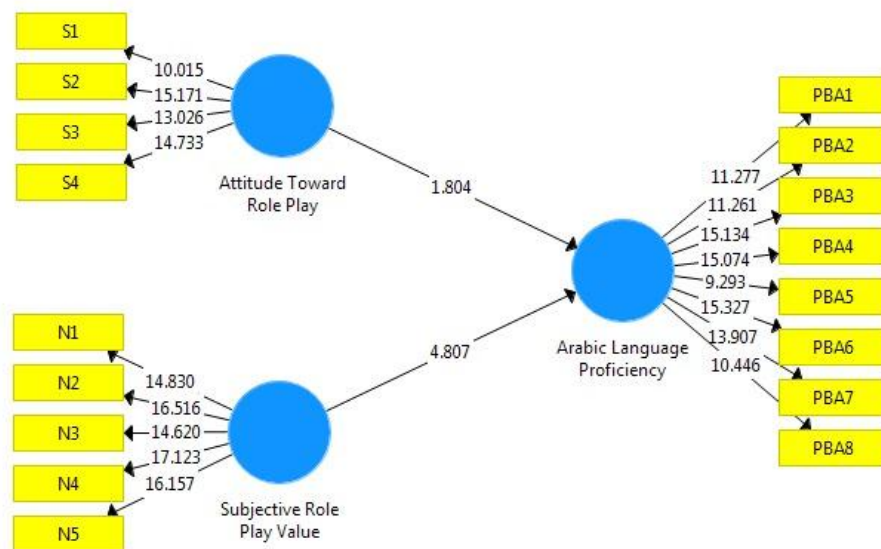 S1
S2
S3
S4
10.015
15.171
13.026
14.733
Attitude Toward
Role Play
1.804
N1
N2
N3
N4
N5
14.830
16.516
14.620
17.123
16.157
Subjective Role
Play Value
4.807
Arabic Language
Proficiency
11.277
11.261
15.134
15.074
9.293
15.327
13.907
10.446
PBA1
PBA2
PBA3
PBA4
PBA5
PBA6
PBA7
PBA8